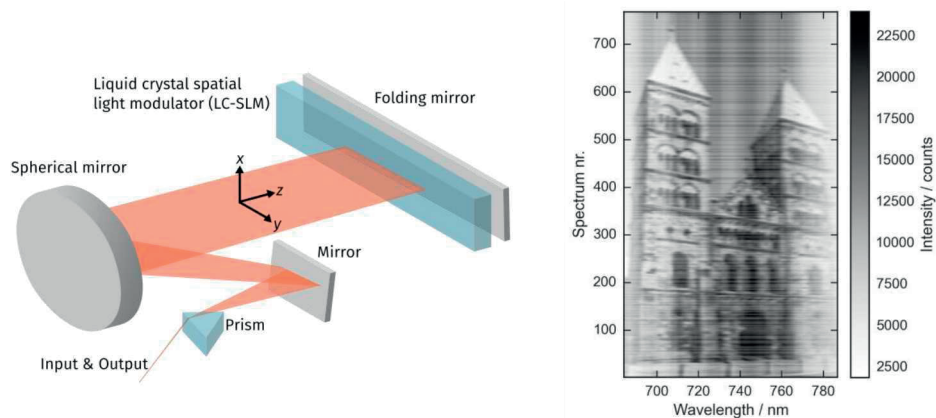 Liquid crystal spatial
light modulator (LC-SLM)
Folding mirror
Spherical mirror
x
z
y
Mirror
Prism
Input & Output
Spectrum nr.
700
600
500
400
300
200
100
700
720
740
760
780
Wavelength / nm
22500
20000
17500
15000
12500
10000
7500
5000
2500
Intensity / counts